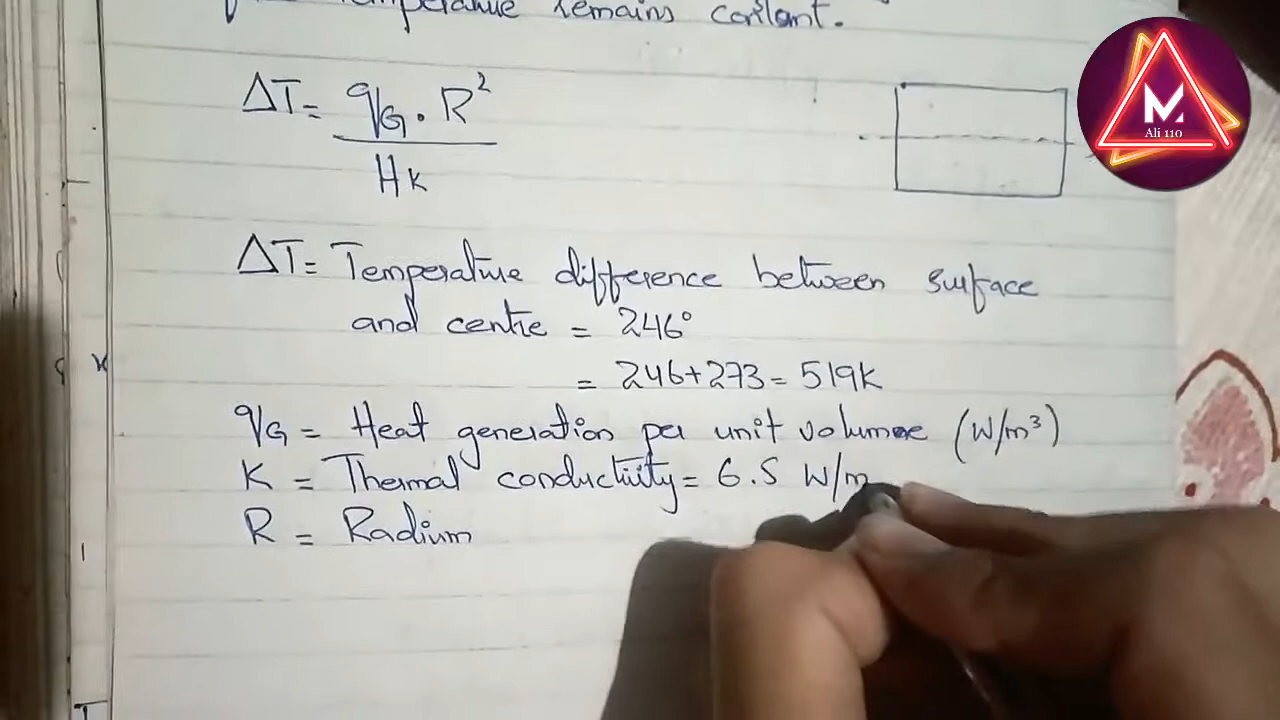 Temperature remains constant.
ΔT = qG . R²
Hk
ΔT = Temperature difference between surface
and centre = 246°
= 246+273 = 519K
qG = Heat generation per unit volume (W/m³)
K = Thermal conductivity = 6.5 W/m
R = Radium
M.
Ali 110